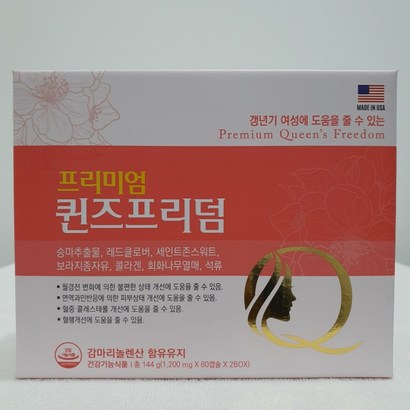 MADE IN USA
갱년기 여성에 도움을 줄 수 있는
Premium Queen's Freedom
프리미엄
퀸즈프리덤
승마추출물, 레드클로버, 세인트존스워트,
보라지종자유, 콜라겐, 회화나무열매, 석류
• 월경전 변화에 의한 불편한 상태 개선에 도움을 줄 수 있음.
• 면역과민반응에 의한 피부상태 개선에 도움을 줄 수 있음.
• 혈중 콜레스테롤 개선에 도움을 줄 수 있음.
• 혈행개선에 도움을 줄 수 있음.
감마리놀렌산 함유유지
건강기능식품 I 총 144 g(1,200 mg X 60캡슐 X 2BOX)